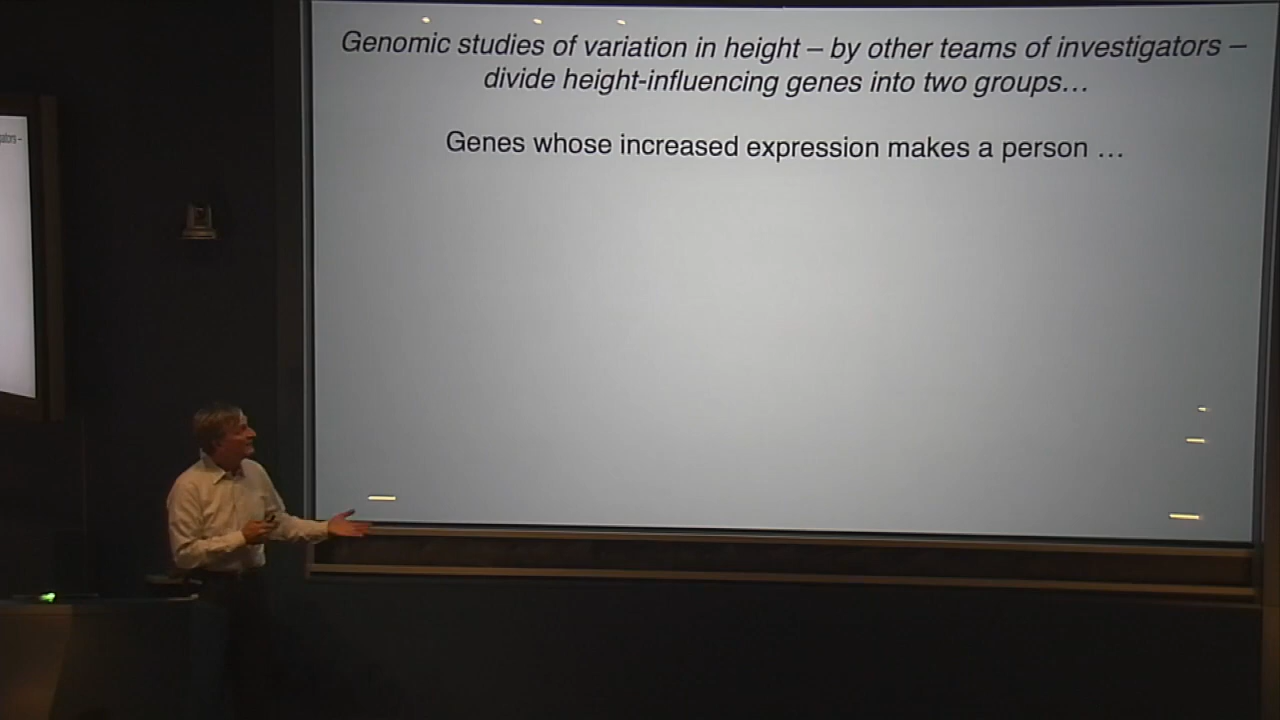 Genomic studies of variation in height – by other teams of investigators –
divide height-influencing genes into two groups…
Genes whose increased expression makes a person …
gators –